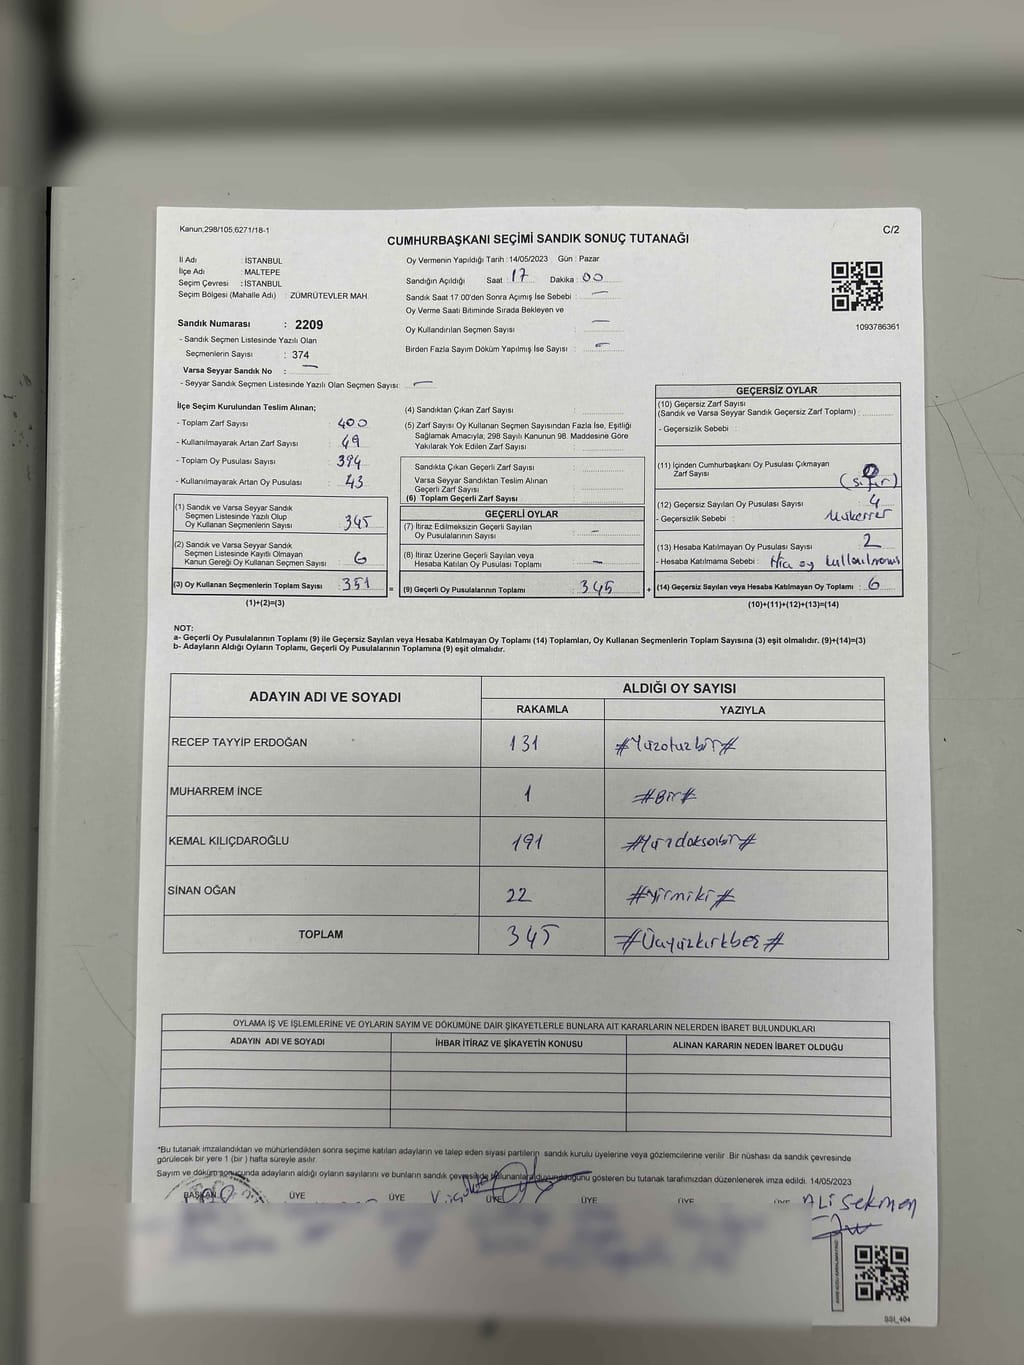 Kanun,298/105,6271/18-1
C/2
CUMHURBAŞKANI SEÇİMİ SANDIK SONUÇ TUTANAĞI
İl Adı : İSTANBUL
İlçe Adı : MALTEPE
Seçim Çevresi : İSTANBUL
Seçim Bölgesi (Mahalle Adı) : ZÜMRÜTEVLER MAH.
Oy Vermenin Yapıldığı Tarih : 14/05/2023 Gün : Pazar
Sandığın Açıldığı Saat : 17 Dakika : 00
Sandık Saat 17.00'den Sonra Açımış İse Sebebi : —
Oy Verme Saati Bitiminde Sırada Bekleyen ve
Oy Kullandırılan Seçmen Sayısı : —
Birden Fazla Sayım Döküm Yapılmış İse Sayısı : —
1093786361
Sandık Numarası : 2209
- Sandık Seçmen Listesinde Yazılı Olan
Seçmenlerin Sayısı : 374
Varsa Seyyar Sandık No : —
- Seyyar Sandık Seçmen Listesinde Yazılı Olan Seçmen Sayısı: —
İlçe Seçim Kurulundan Teslim Alınan;
- Toplam Zarf Sayısı : 400
- Kullanılmayarak Artan Zarf Sayısı : 49
- Toplam Oy Pusulası Sayısı : 394
- Kullanılmayarak Artan Oy Pusulası : 43
(1) Sandık ve Varsa Seyyar Sandık
Seçmen Listesinde Yazılı Olup
Oy Kullanan Seçmenlerin Sayısı : 345
(2) Sandık ve Varsa Seyyar Sandık
Seçmen Listesinde Kayıtlı Olmayan
Kanun Gereği Oy Kullanan Seçmen Sayısı : 6
(3) Oy Kullanan Seçmenlerin Toplam Sayısı : 351
(1)+(2)=(3)
(4) Sandıktan Çıkan Zarf Sayısı :
(5) Zarf Sayısı Oy Kullanan Seçmen Sayısından Fazla İse, Eşitliği
Sağlamak Amacıyla, 298 Sayılı Kanunun 98. Maddesine Göre
Yakılarak Yok Edilen Zarf Sayısı :
Sandıkta Çıkan Geçerli Zarf Sayısı :
Varsa Seyyar Sandıktan Teslim Alınan
Geçerli Zarf Sayısı :
(6) Toplam Geçerli Zarf Sayısı :
GEÇERLİ OYLAR
(7) İtiraz Edilmeksizin Geçerli Sayılan
Oy Pusulalarının Sayısı : —
(8) İtiraz Üzerine Geçerli Sayılan veya
Hesaba Katılan Oy Pusulası Toplamı : —
= (9) Geçerli Oy Pusulalarının Toplamı : 345 +
GEÇERSİZ OYLAR
(10) Geçersiz Zarf Sayısı
(Sandık ve Varsa Seyyar Sandık Geçersiz Zarf Toplamı) :
- Geçersizlik Sebebi :
(11) İçinden Cumhurbaşkanı Oy Pusulası Çıkmayan
Zarf Sayısı : 0
(sıfır)
(12) Geçersiz Sayılan Oy Pusulası Sayısı : 4
- Geçersizlik Sebebi : Mükerrer
(13) Hesaba Katılmayan Oy Pusulası Sayısı : 2
- Hesaba Katılmama Sebebi : Hiç oy kullanılmamış
(14) Geçersiz Sayılan veya Hesaba Katılmayan Oy Toplamı : 6
(10)+(11)+(12)+(13)=(14)
NOT:
a- Geçerli Oy Pusulalarının Toplamı (9) ile Geçersiz Sayılan veya Hesaba Katılmayan Oy Toplamı (14) Toplamları, Oy Kullanan Seçmenlerin Toplam Sayısına (3) eşit olmalıdır. (9)+(14)=(3)
b- Adayların Aldığı Oyların Toplamı, Geçerli Oy Pusulalarının Toplamına (9) eşit olmalıdır.
ADAYIN ADI VE SOYADI
ALDIĞI OY SAYISI
RAKAMLA YAZIYLA
RECEP TAYYİP ERDOĞAN 131 #Yüzotuzbir#
MUHARREM İNCE 1 #Bir#
KEMAL KILIÇDAROĞLU 191 #Yüzdoksanbir#
SİNAN OĞAN 22 #Yirmiki#
TOPLAM 345 #Üçyüzkırkbeş#
OYLAMA İŞ VE İŞLEMLERİNE VE OYLARIN SAYIM VE DÖKÜMÜNE DAİR ŞİKAYETLERLE BUNLARA AİT KARARLARIN NELERDEN İBARET BULUNDUKLARI
ADAYIN ADI VE SOYADI İHBAR İTİRAZ VE ŞİKAYETİN KONUSU ALINAN KARARIN NEDEN İBARET OLDUĞU
*Bu tutanak imzalandıktan ve mühürlendikten sonra seçime katılan adayların ve talep eden siyasi partilerin sandık kurulu üyelerine veya gözlemcilerine verilir. Bir nüshası da sandık çevresinde
görülecek bir yere 1 (bir ) hafta süreyle asılır.
Sayım ve döküm sonucunda adayların aldığı oyların sayılarını ve bunların sandık çevresinde bulunanlara duyurulduğunu gösteren bu tutanak tarafımızdan düzenlenerek imza edildi. 14/05/2023
BAŞKAN ÜYE ÜYE ÜYE ÜYE ÜYE ÜYE
ALİ SEKMEN
SSI_404